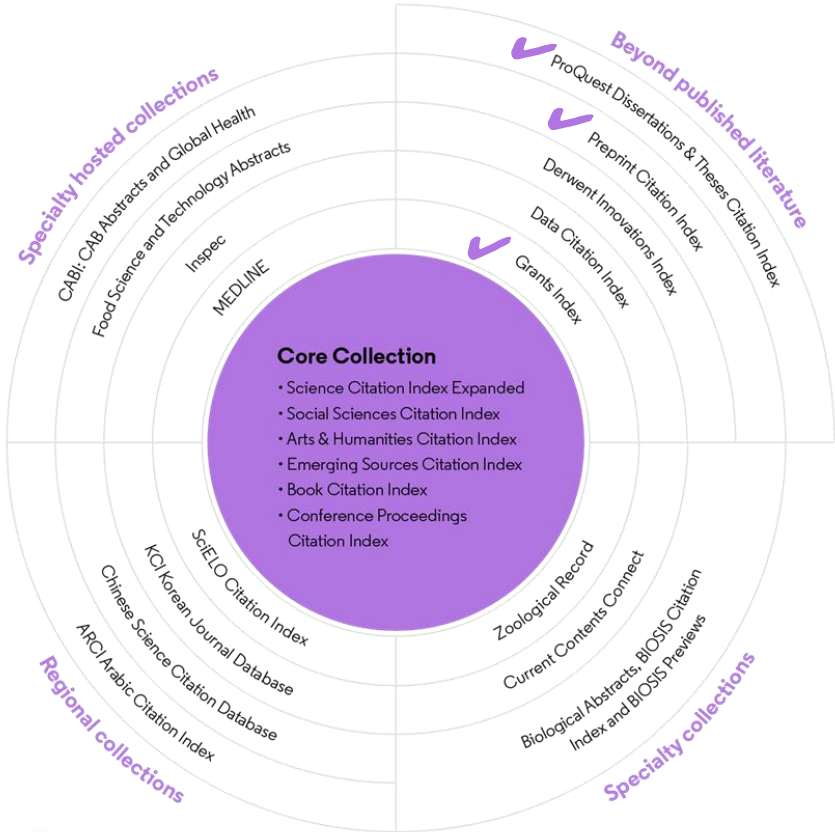 Specialty hosted collections
CABI: CAB Abstracts and Global Health
Food Science and Technology Abstracts
Inspec
MEDLINE
Beyond published literature
ProQuest Dissertations & Theses Citation Index
Preprint Citation Index
Derwent Innovations Index
Data Citation Index
Grants Index
Core Collection
• Science Citation Index Expanded
• Social Sciences Citation Index
• Arts & Humanities Citation Index
• Emerging Sources Citation Index
• Book Citation Index
• Conference Proceedings
Citation Index
SciELO Citation Index
KCI Korean Journal Database
Chinese Science Citation Database
ARCI Arabic Citation Index
Regional collections
Zoological Record
Current Contents Connect
Biological Abstracts, BIOSIS Citation
Index and BIOSIS Previews
Specialty collections